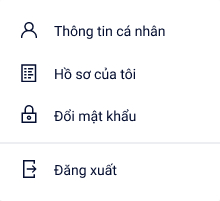 Thông tin cá nhân
Hồ sơ của tôi
Đổi mật khẩu
Đăng xuất